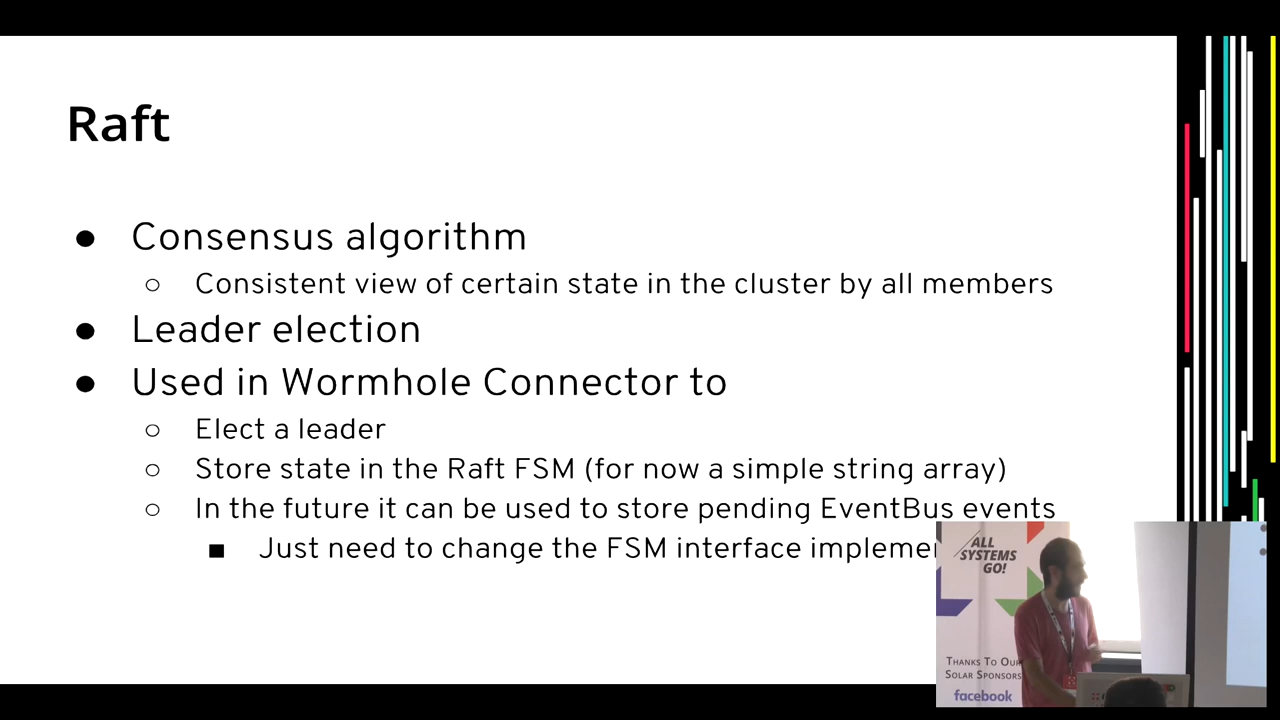 Raft
● Consensus algorithm
○ Consistent view of certain state in the cluster by all members
● Leader election
● Used in Wormhole Connector to
○ Elect a leader
○ Store state in the Raft FSM (for now a simple string array)
○ In the future it can be used to store pending EventBus events
■ Just need to change the FSM interface
ALL
SYSTEMS
GO!
THANKS TO OUR
SOLAR SPONSORS
facebook